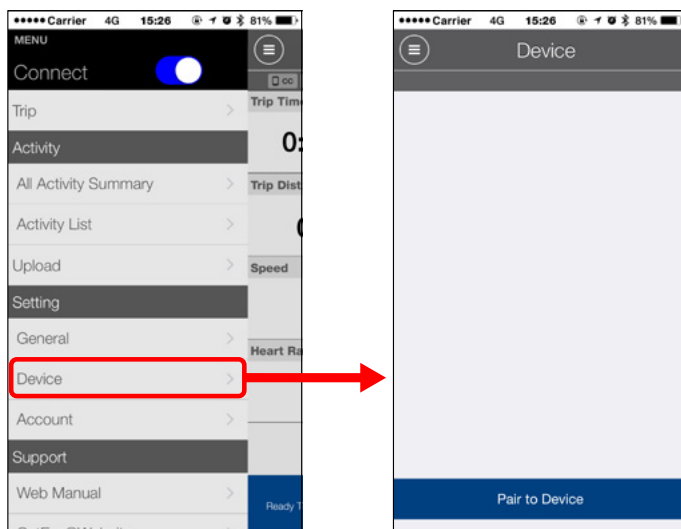 Carrier 4G 15:26 81%
MENU
Connect
Trip
Activity
All Activity Summary
Activity List
Upload
Setting
General
Device
Account
Support
Web Manual
CC
Trip Tim
0:
Trip Dist
Speed
Heart Ra
Ready T
Carrier 4G 15:26 81%
Device
Pair to Device